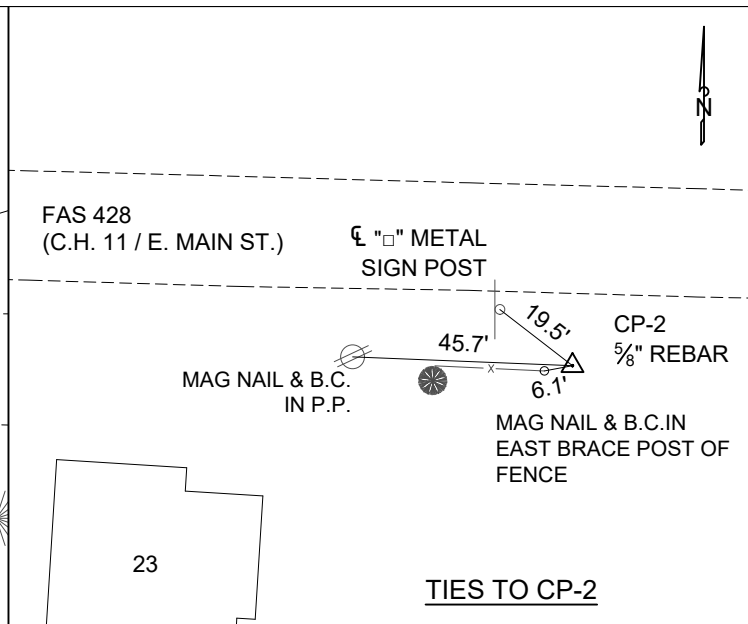 N
FAS 428
(C.H. 11 / E. MAIN ST.)
℄ "□" METAL
SIGN POST
19.5'
CP-2
⅝" REBAR
45.7'
X
6.1'
MAG NAIL & B.C.
IN P.P.
MAG NAIL & B.C.IN
EAST BRACE POST OF
FENCE
23
TIES TO CP-2